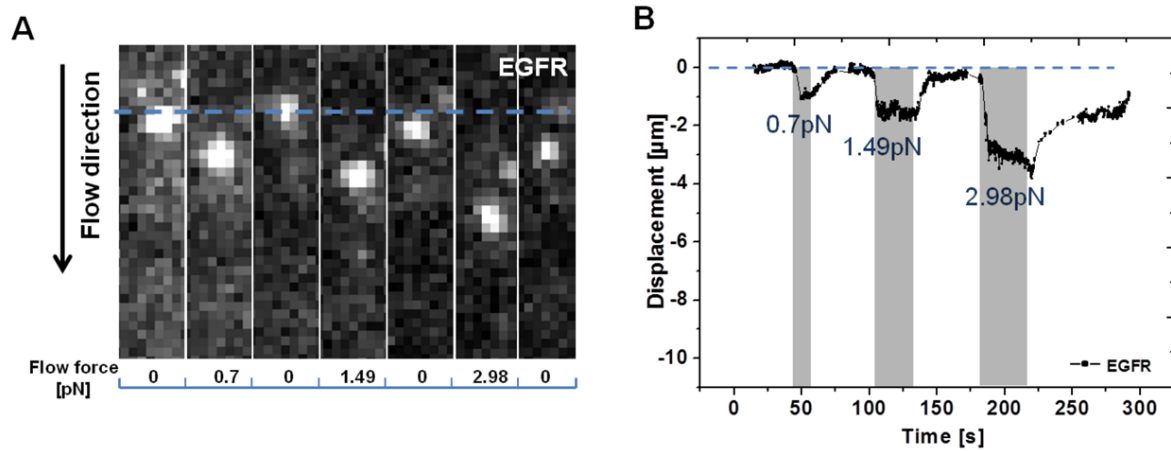 A
Flow direction
EGFR
Flow force
[pN]
0 0.7 0 1.49 0 2.98 0
B
Displacement [µm]
0
-2
-4
-6
-8
-10
0.7pN
1.49pN
2.98pN
EGFR
0 50 100 150 200 250 300
Time [s]